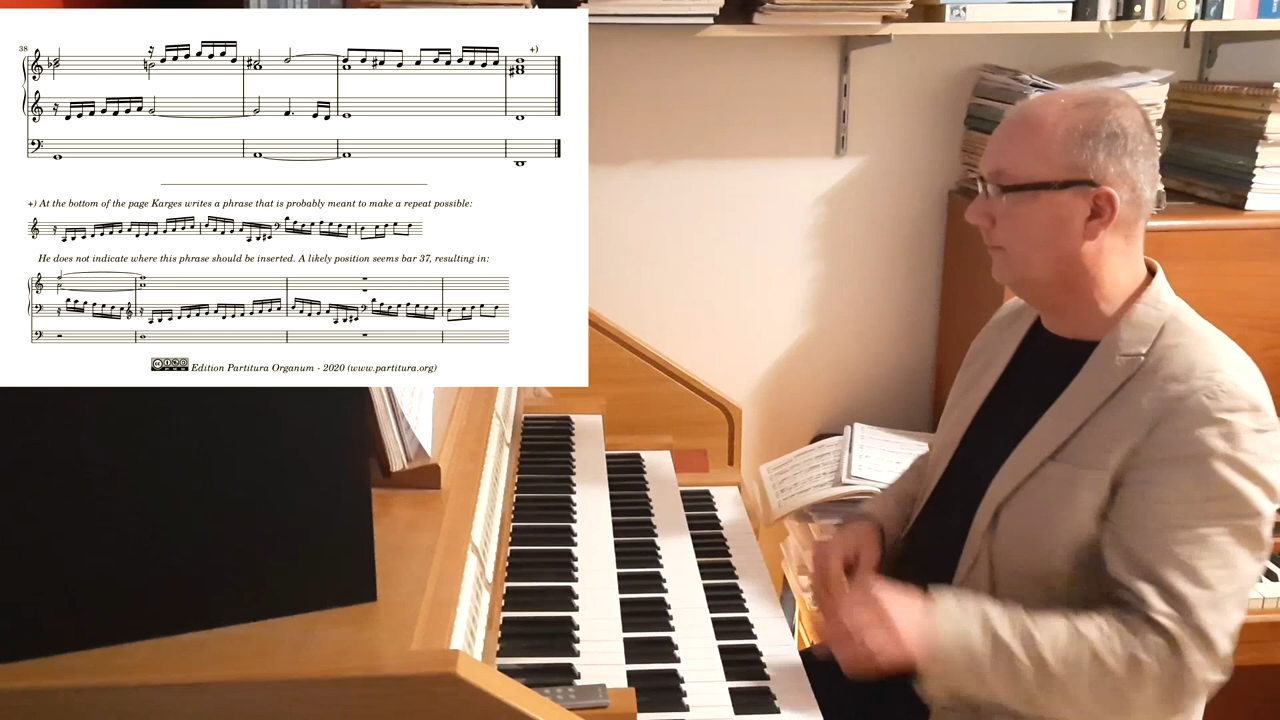 38
+)
+) At the bottom of the page Karges writes a phrase that is probably meant to make a repeat possible:
He does not indicate where this phrase should be inserted. A likely position seems bar 37, resulting in:
Edition Partitura Organum - 2020 (www.partitura.org)